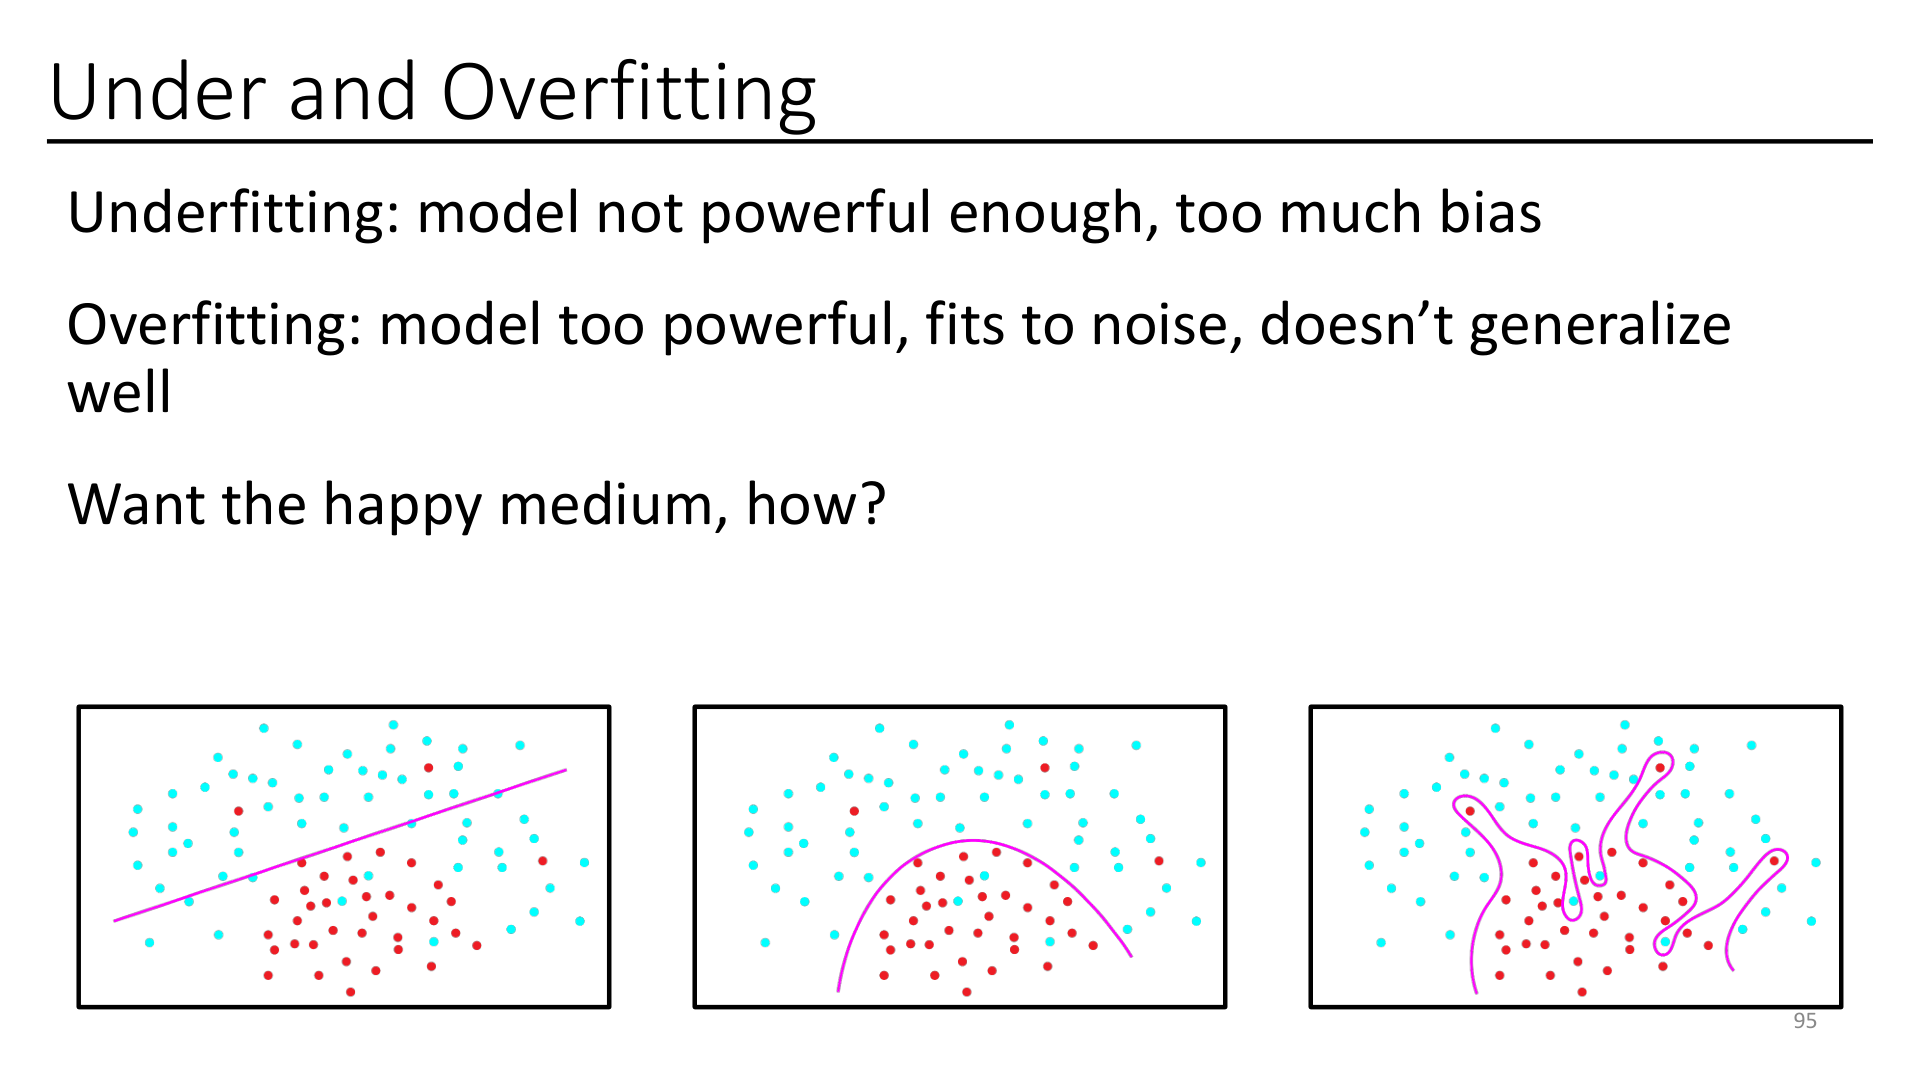 Under and Overfitting
Underfitting: model not powerful enough, too much bias
Overfitting: model too powerful, fits to noise, doesn’t generalize
well
Want the happy medium, how?
95